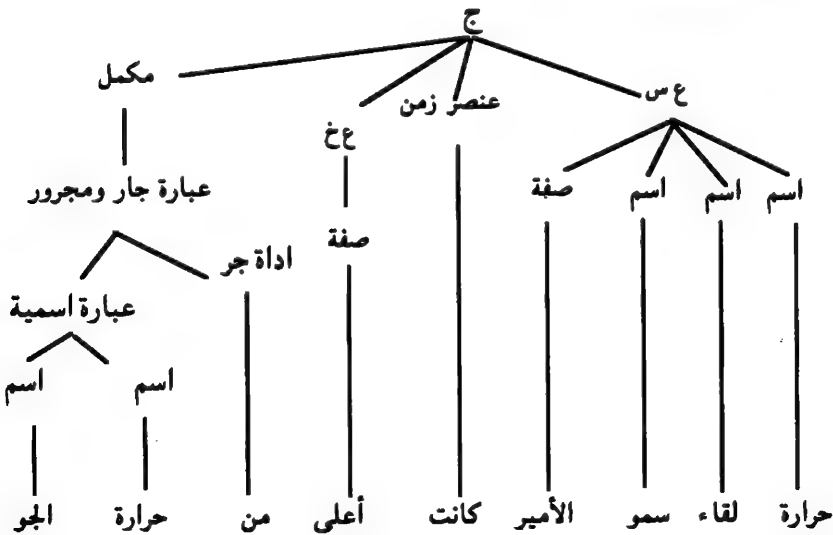 ج
ع س عنصر زمن مكمل
ع خ
اسم اسم اسم صفة عبارة جار ومجرور
صفة
اداة جر
عبارة اسمية
اسم اسم
حرارة لقاء سمو الأمير كانت أعلى من حرارة الجو